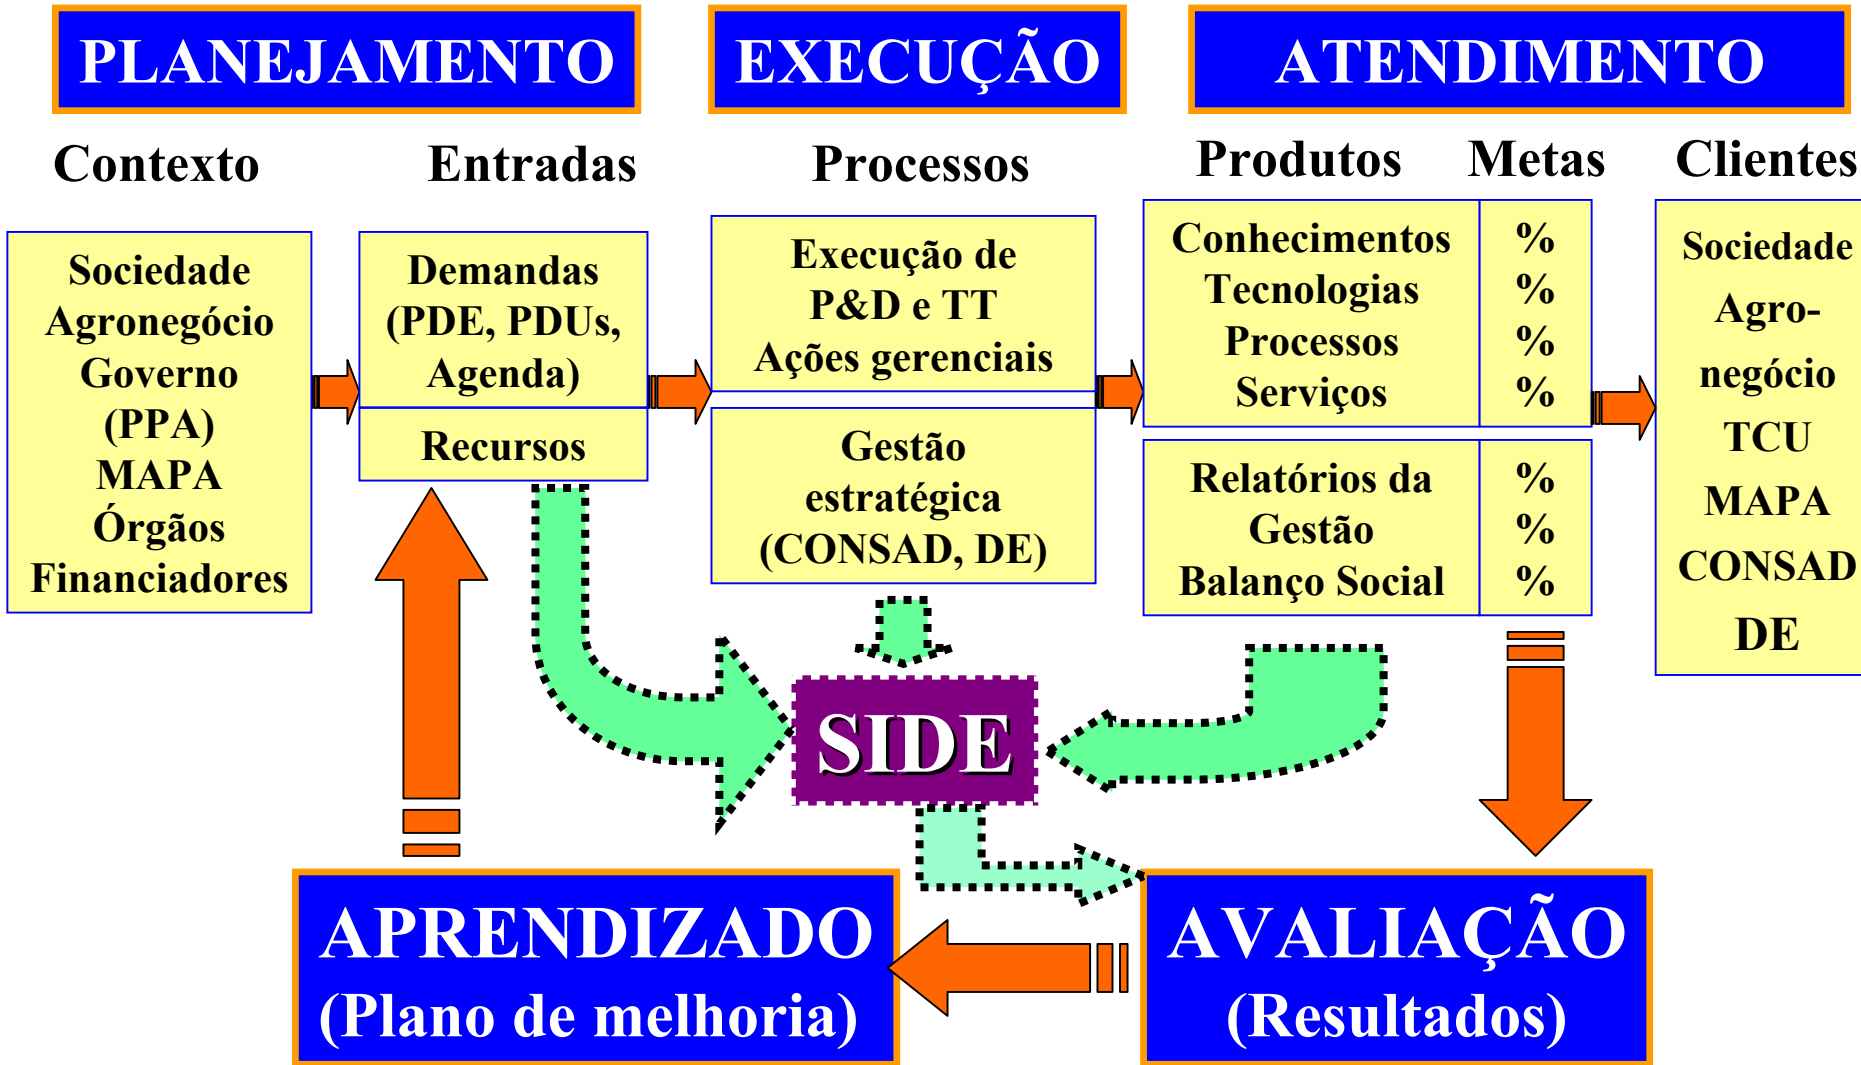 PLANEJAMENTO
EXECUÇÃO
ATENDIMENTO
Contexto
Entradas
Processos
Produtos
Metas
Clientes
Sociedade
Agronegócio
Governo
(PPA)
MAPA
Órgãos
Financiadores
Demandas
(PDE, PDUs,
Agenda)
Recursos
Execução de
P&D e TT
Ações gerenciais
Gestão
estratégica
(CONSAD, DE)
Conhecimentos %
Tecnologias %
Processos %
Serviços %
Relatórios da %
Gestão %
Balanço Social %
Sociedade
Agro-
negócio
TCU
MAPA
CONSAD
DE
SIDE
APRENDIZADO
(Plano de melhoria)
AVALIAÇÃO
(Resultados)